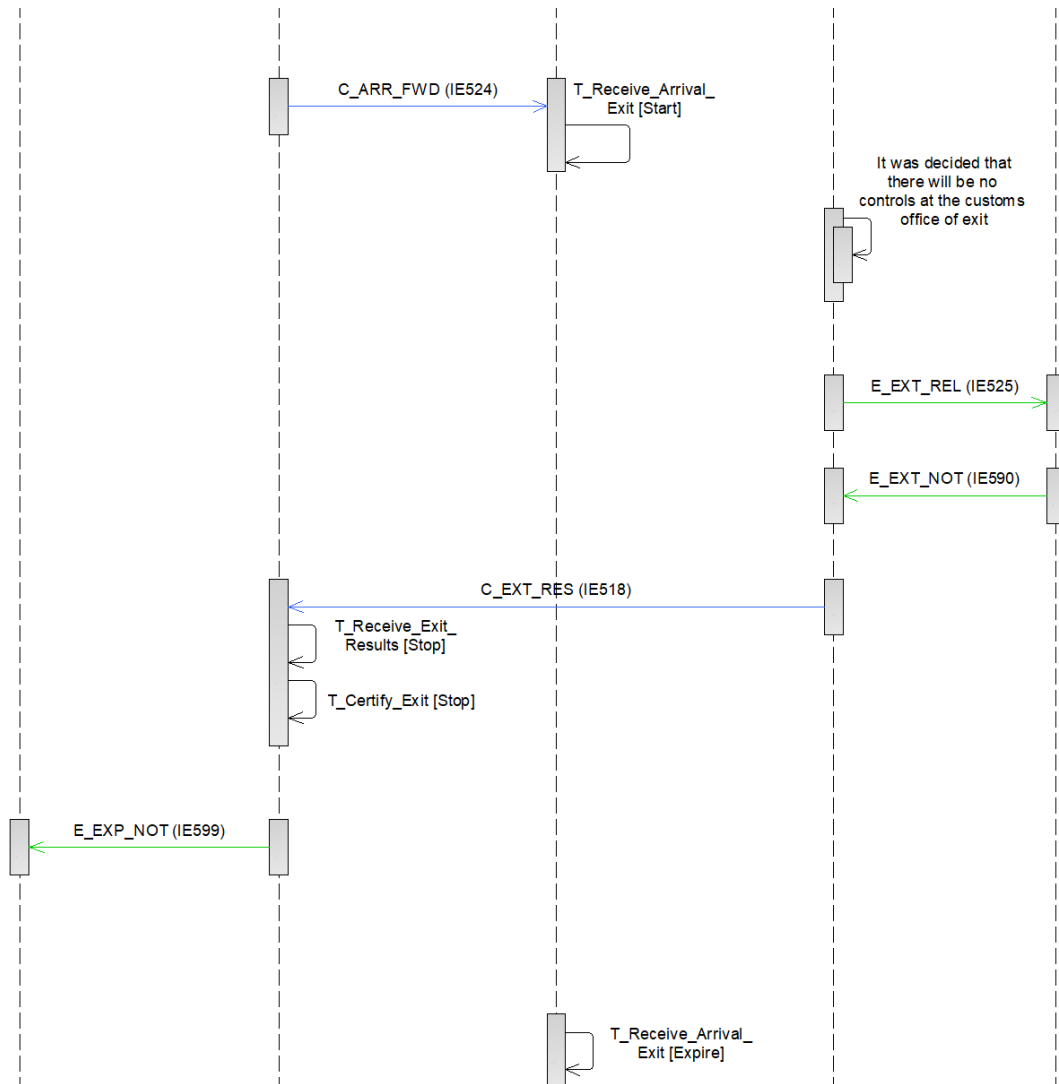 C_ARR_FWD (IE524)
T_Receive_Arrival_
Exit [Start]
It was decided that
there will be no
controls at the customs
office of exit
E_EXT_REL (IE525)
E_EXT_NOT (IE590)
C_EXT_RES (IE518)
T_Receive_Exit_
Results [Stop]
T_Certify_Exit [Stop]
E_EXP_NOT (IE599)
T_Receive_Arrival_
Exit [Expire]